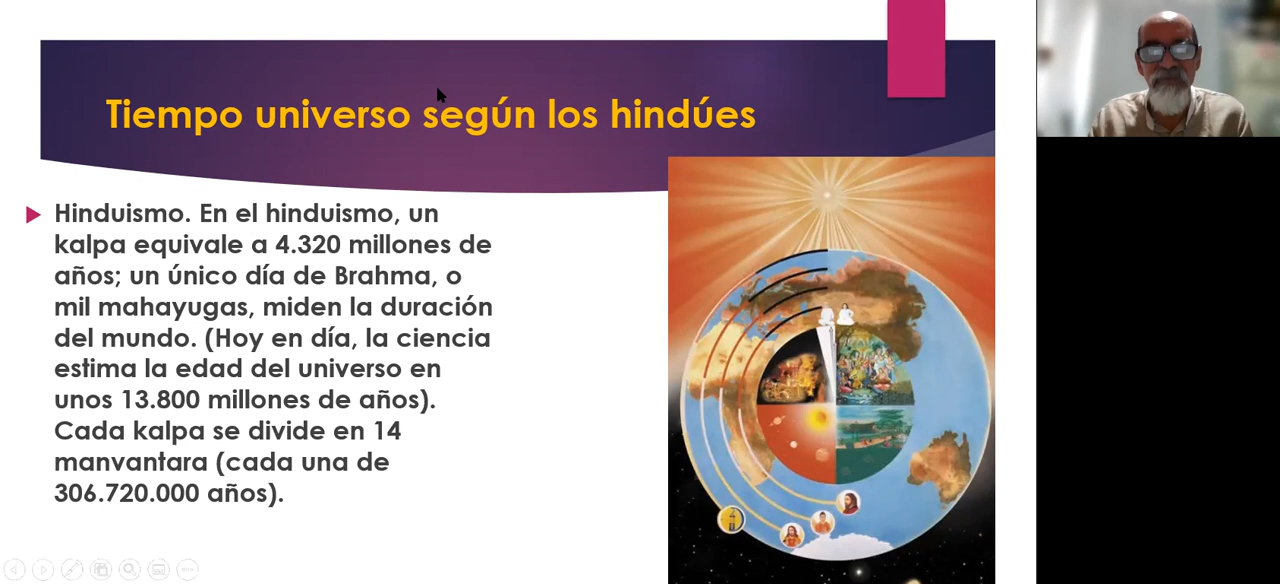 Tiempo universo según los hindúes
Hinduismo. En el hinduismo, un
kalpa equivale a 4.320 millones de
años; un único día de Brahma, o
mil mahayugas, miden la duración
del mundo. (Hoy en día, la ciencia
estima la edad del universo en
unos 13.800 millones de años).
Cada kalpa se divide en 14
manvantara (cada una de
306.720.000 años).